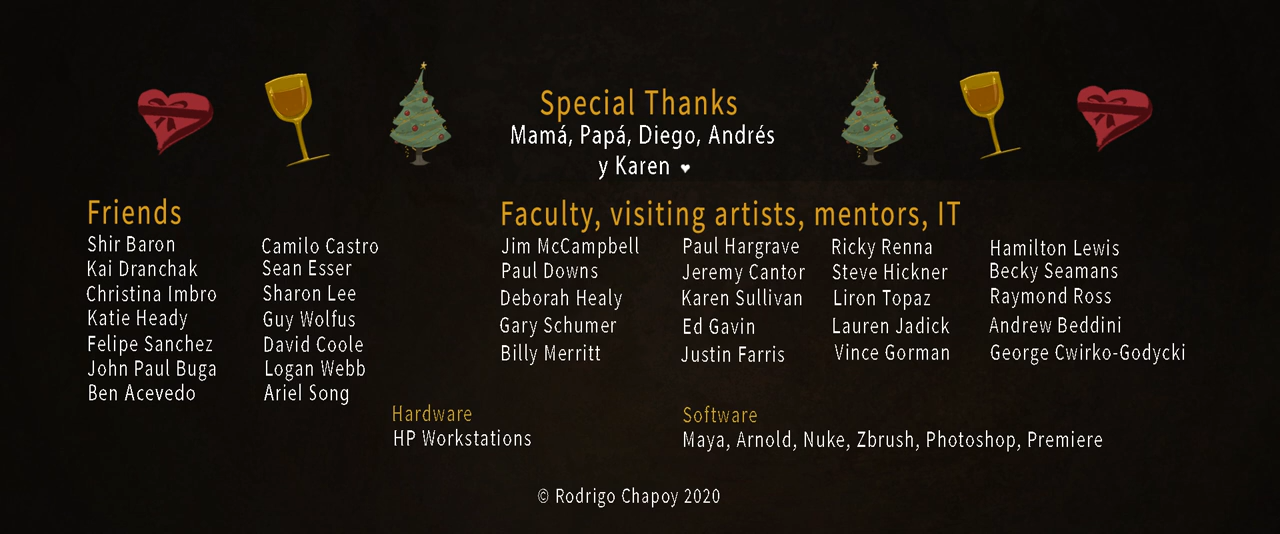 Special Thanks
Mamá, Papá, Diego, Andrés
y Karen ♥
Friends
Shir Baron
Kai Dranchak
Christina Imbro
Katie Heady
Felipe Sanchez
John Paul Buga
Ben Acevedo
Camilo Castro
Sean Esser
Sharon Lee
Guy Wolfus
David Coole
Logan Webb
Ariel Song
Faculty, visiting artists, mentors, IT
Jim McCampbell
Paul Downs
Deborah Healy
Gary Schumer
Billy Merritt
Paul Hargrave
Jeremy Cantor
Karen Sullivan
Ed Gavin
Justin Farris
Ricky Renna
Steve Hickner
Liron Topaz
Lauren Jadick
Vince Gorman
Hamilton Lewis
Becky Seamans
Raymond Ross
Andrew Beddini
George Cwirko-Godycki
Hardware
HP Workstations
Software
Maya, Arnold, Nuke, Zbrush, Photoshop, Premiere
© Rodrigo Chapoy 2020